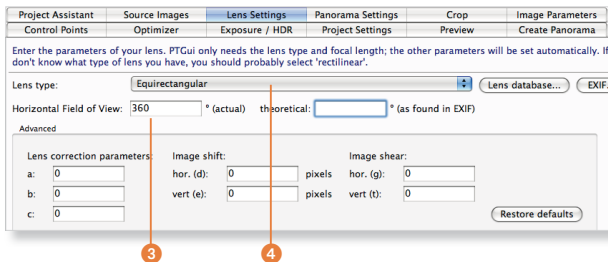 Project Assistant Source Images Lens Settings Panorama Settings Crop Image Parameters
Control Points Optimizer Exposure / HDR Project Settings Preview Create Panorama
Enter the parameters of your lens. PTGui only needs the lens type and focal length; the other parameters will be set automatically. If
don't know what type of lens you have, you should probably select 'rectilinear'.
Lens type: Equirectangular Lens database... EXIF.
Horizontal Field of View: 360 ° (actual) theoretical: ° (as found in EXIF)
Advanced
Lens correction parameters: Image shift: Image shear:
a: 0 hor. (d): 0 pixels hor. (g): 0
b: 0 vert (e): 0 pixels vert (t): 0
c: 0 Restore defaults
3 4